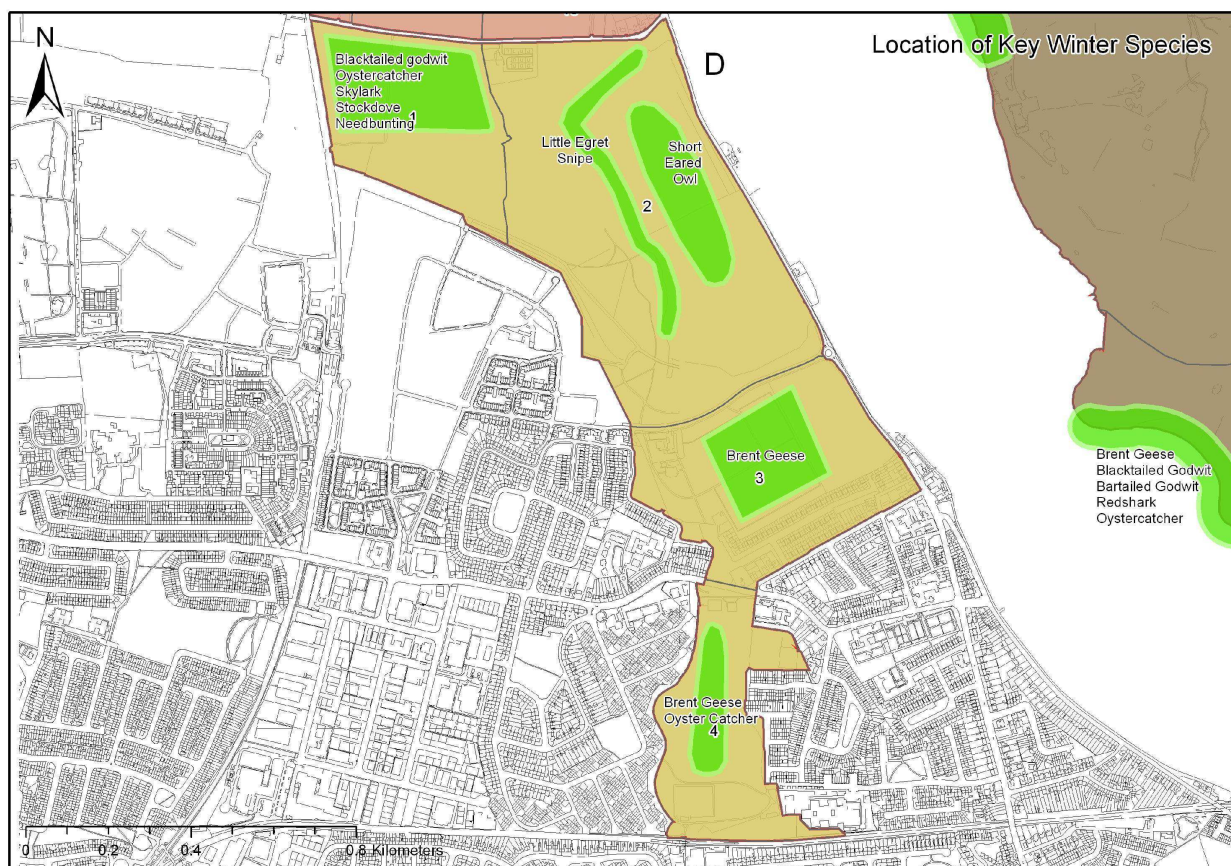 N
Location of Key Winter Species
D
Blacktailed godwit
Oystercatcher
Skylark
Stockdove
Needbunting
1
Little Egret
Snipe
Short
Eared
Owl
2
Brent Geese
3
Brent Geese
Blacktailed Godwit
Bartailed Godwit
Redshark
Oystercatcher
Brent Geese
Oyster Catcher
4
0 0.2 0.4 0.8 Kilometers